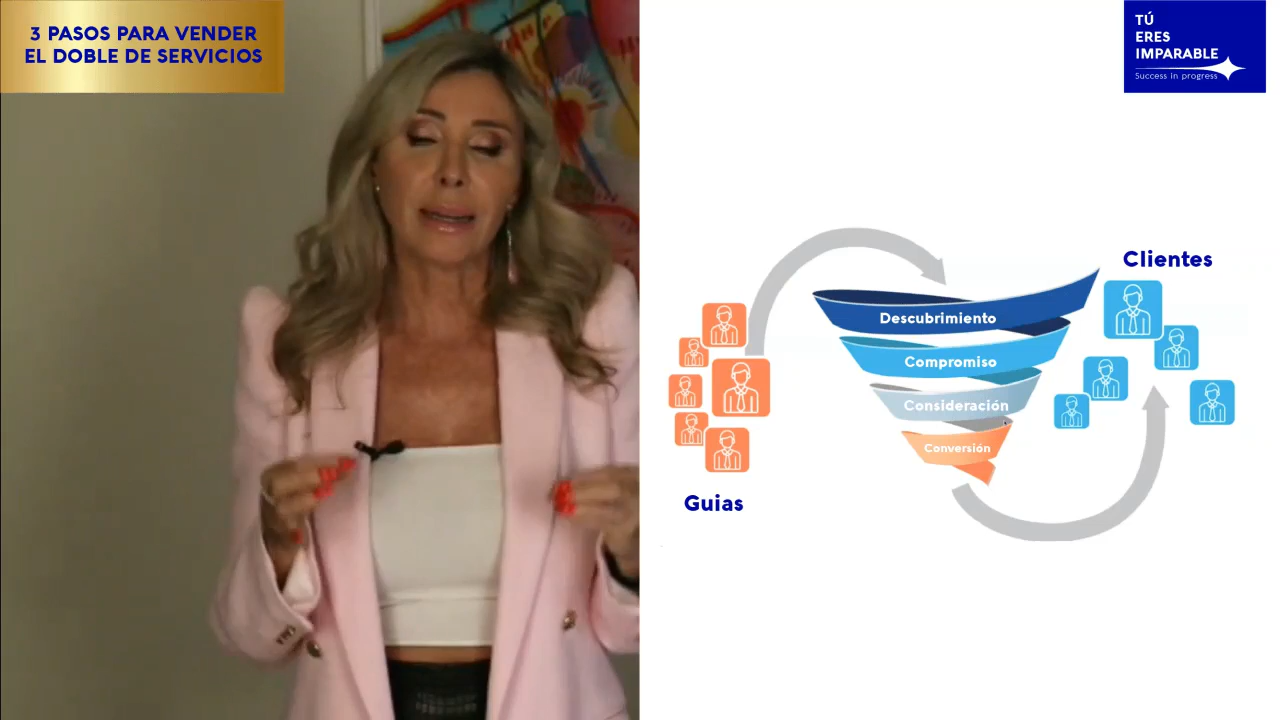 3 PASOS PARA VENDER
EL DOBLE DE SERVICIOS
TÚ
ERES
IMPARABLE
Success in progress
Clientes
Descubrimiento
Compromiso
Consideración
Conversión
Guias